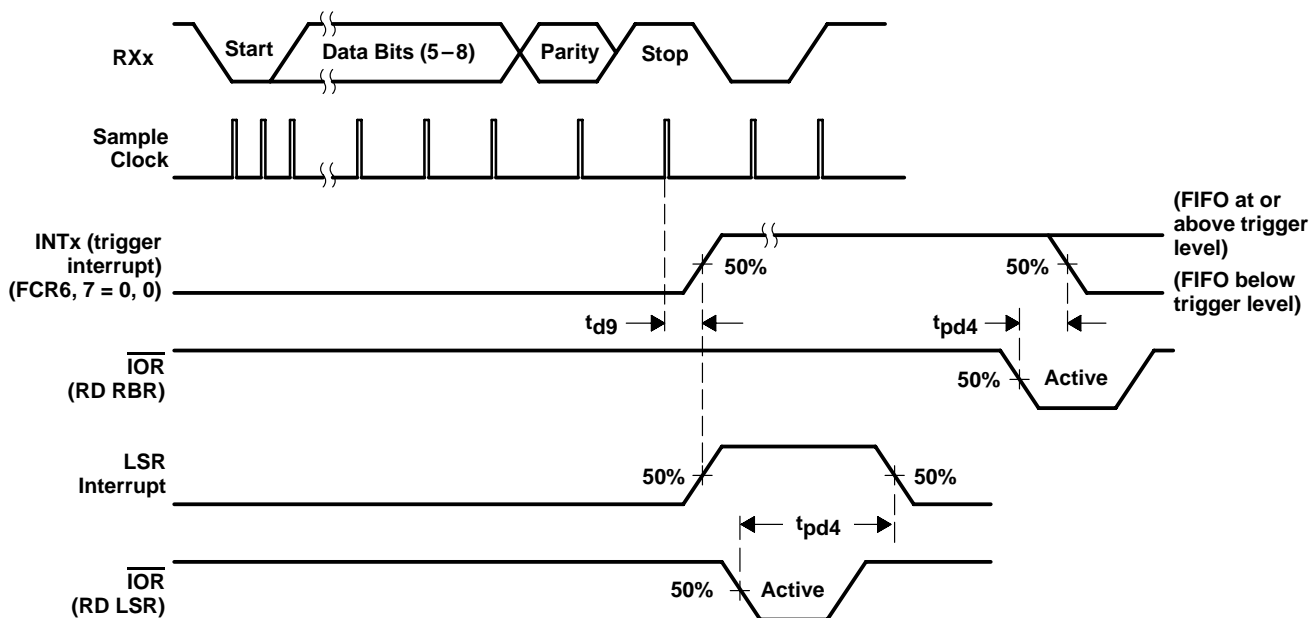 RXx
Start
Data Bits (5–8)
Parity
Stop
Sample
Clock
INTx (trigger
interrupt)
(FCR6, 7 = 0, 0)
50%
50%
(FIFO at or
above trigger
level)
(FIFO below
trigger level)
td9
tpd4
IOR
(RD RBR)
50%
Active
LSR
Interrupt
50%
50%
tpd4
IOR
(RD LSR)
50%
Active